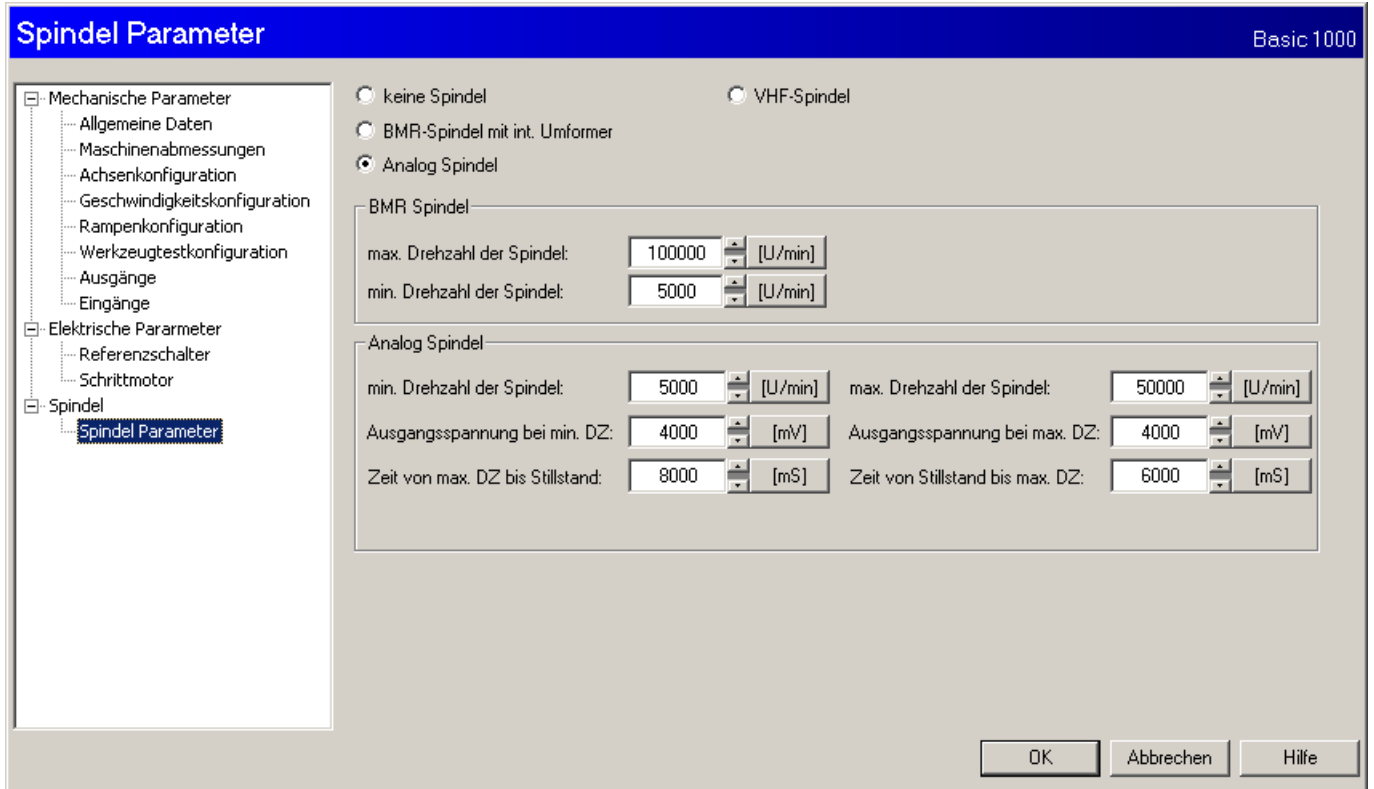 Spindel Parameter
Basic 1000
Mechanische Parameter
Allgemeine Daten
Maschinenabmessungen
Achsenkonfiguration
Geschwindigkeitskonfiguration
Rampenkonfiguration
Werkzeugtestkonfiguration
Ausgänge
Eingänge
Elektrische Pararmeter
Referenzschalter
Schrittmotor
Spindel
Spindel Parameter
keine Spindel
VHF-Spindel
BMR-Spindel mit int. Umformer
Analog Spindel
BMR Spindel
max. Drehzahl der Spindel: 100000 [U/min]
min. Drehzahl der Spindel: 5000 [U/min]
Analog Spindel
min. Drehzahl der Spindel: 5000 [U/min] max. Drehzahl der Spindel: 50000 [U/min]
Ausgangsspannung bei min. DZ: 4000 [mV] Ausgangsspannung bei max. DZ: 4000 [mV]
Zeit von max. DZ bis Stillstand: 8000 [mS] Zeit von Stillstand bis max. DZ: 6000 [mS]
OK Abbrechen Hilfe